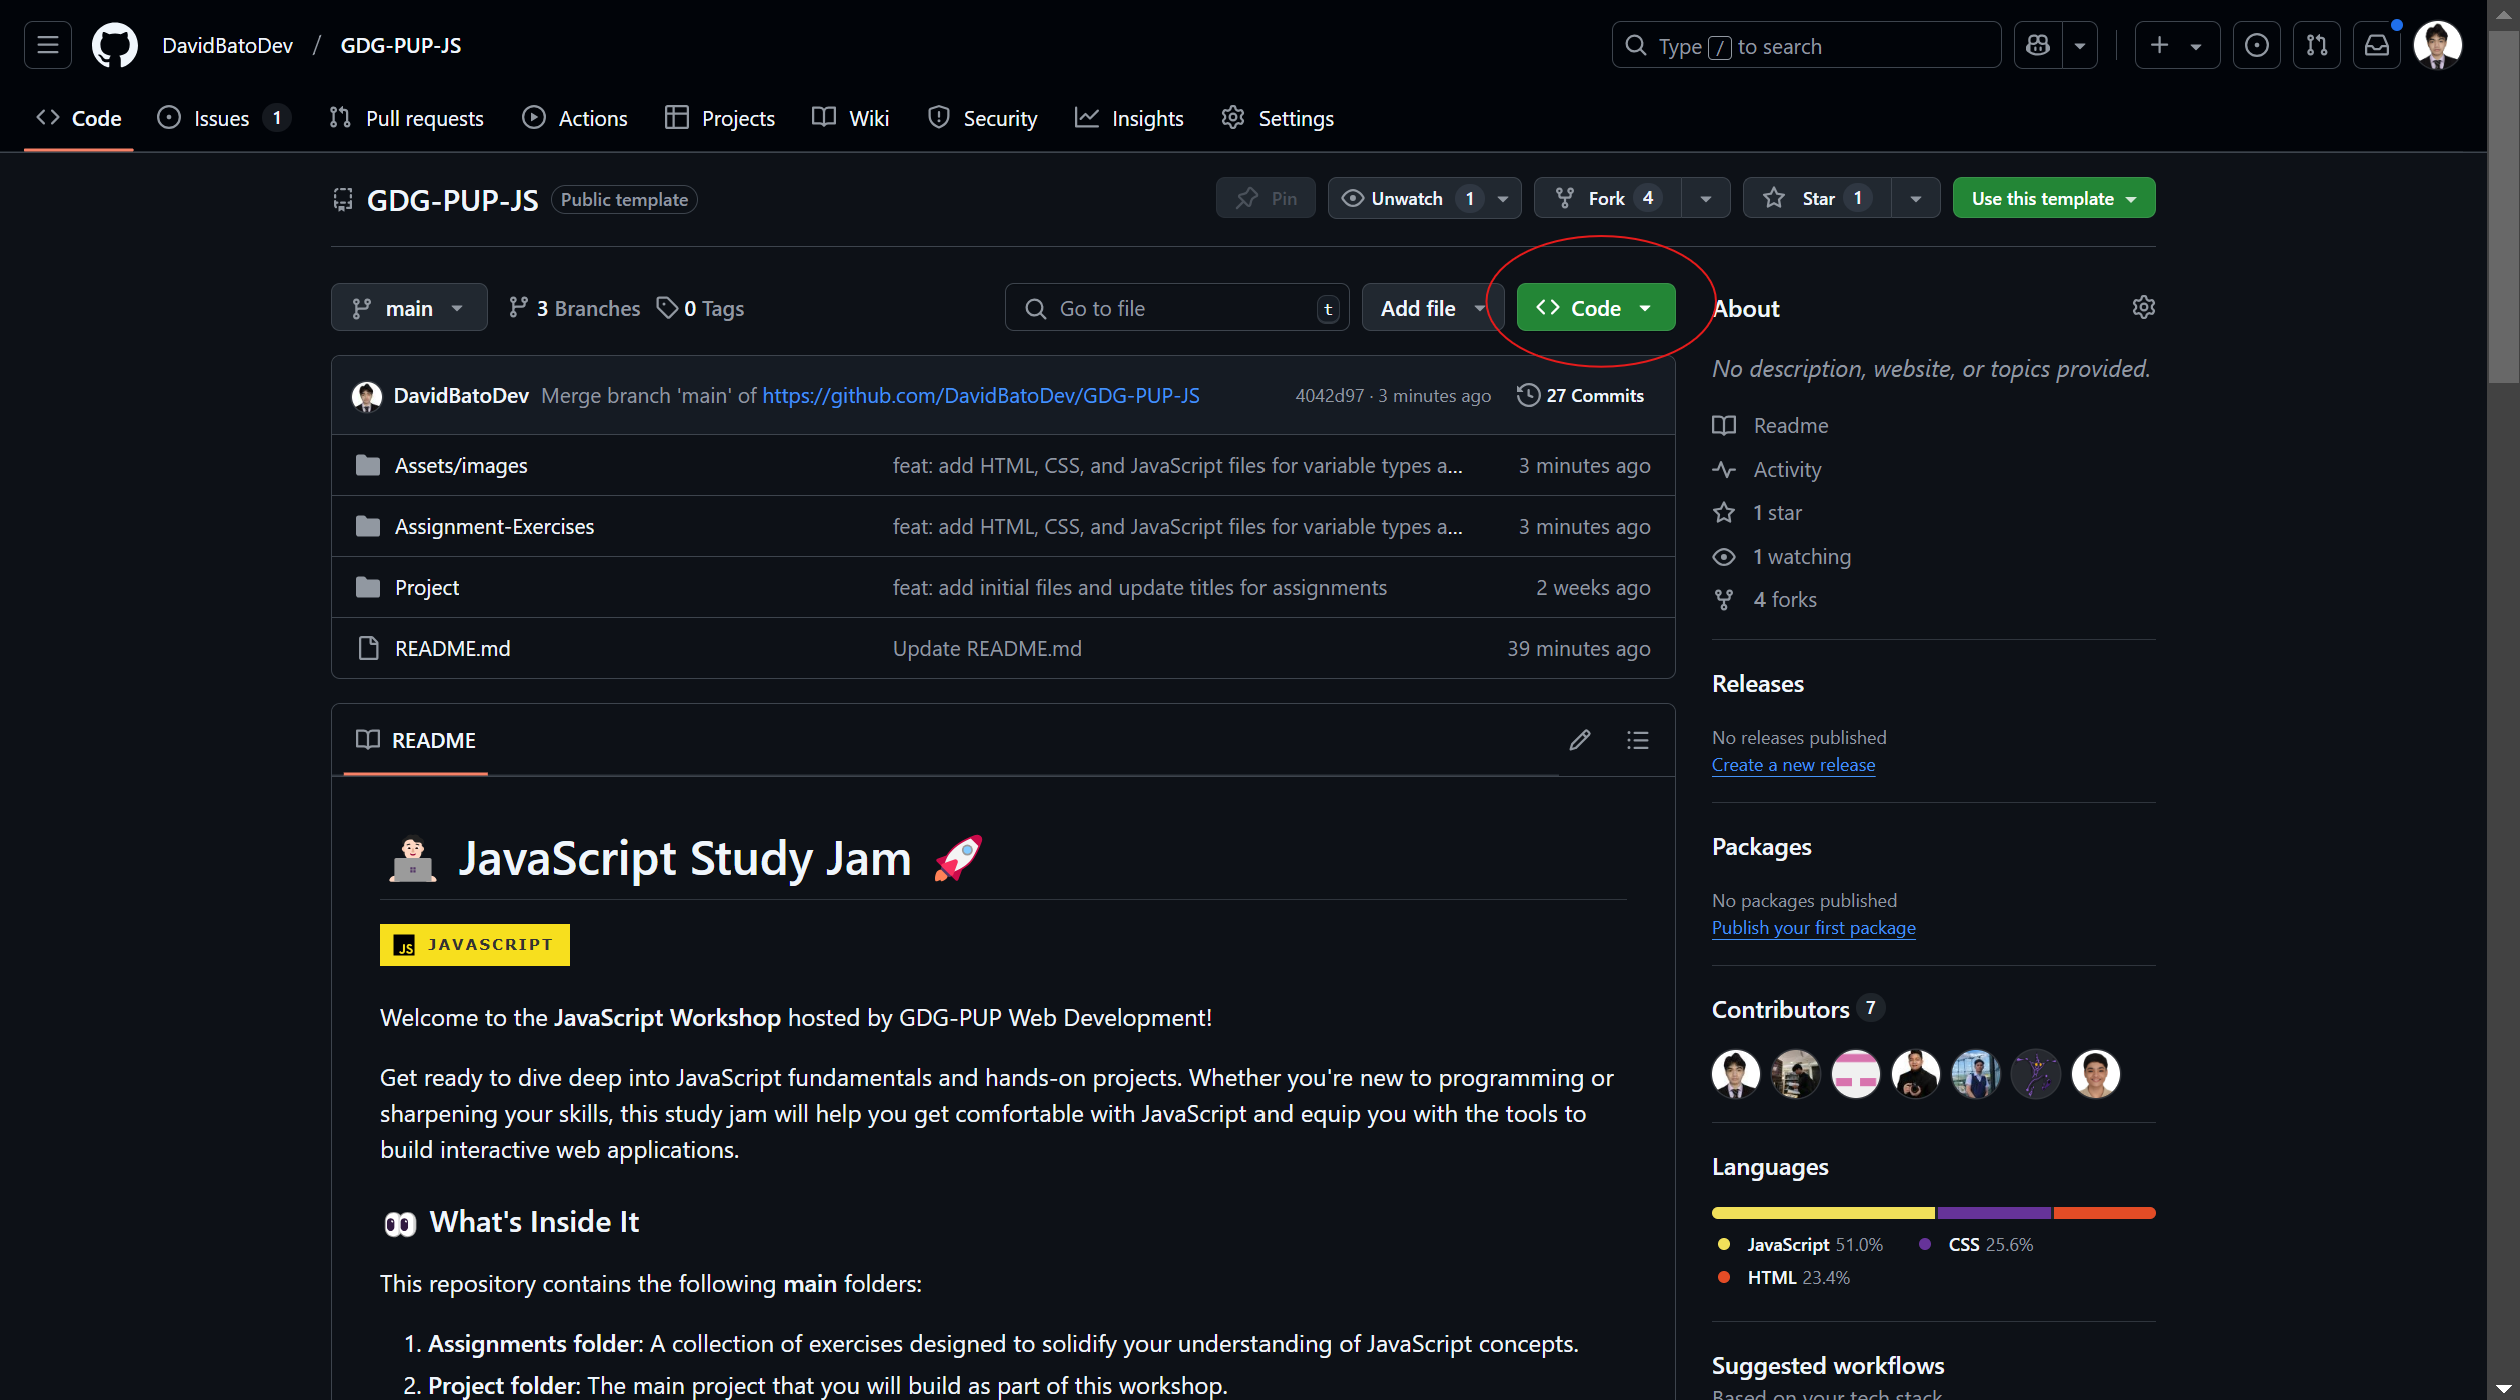 DavidBatoDev / GDG-PUP-JS
Type / to search
Code Issues 1 Pull requests Actions Projects Wiki Security Insights Settings
GDG-PUP-JS Public template
Pin Unwatch 1 Fork 4 Star 1 Use this template
main 3 Branches 0 Tags Go to file t Add file Code
DavidBatoDev Merge branch 'main' of https://github.com/DavidBatoDev/GDG-PUP-JS 4042d97 · 3 minutes ago 27 Commits
Assets/images feat: add HTML, CSS, and JavaScript files for variable types a... 3 minutes ago
Assignment-Exercises feat: add HTML, CSS, and JavaScript files for variable types a... 3 minutes ago
Project feat: add initial files and update titles for assignments 2 weeks ago
README.md Update README.md 39 minutes ago
README
JavaScript Study Jam
JS JAVASCRIPT
Welcome to the JavaScript Workshop hosted by GDG-PUP Web Development!
Get ready to dive deep into JavaScript fundamentals and hands-on projects. Whether you're new to programming or
sharpening your skills, this study jam will help you get comfortable with JavaScript and equip you with the tools to
build interactive web applications.
What's Inside It
This repository contains the following main folders:
1. Assignments folder: A collection of exercises designed to solidify your understanding of JavaScript concepts.
2. Project folder: The main project that you will build as part of this workshop.
About
No description, website, or topics provided.
Readme
Activity
1 star
1 watching
4 forks
Releases
No releases published
Create a new release
Packages
No packages published
Publish your first package
Contributors 7
Languages
JavaScript 51.0% CSS 25.6%
HTML 23.4%
Suggested workflows
Based on your tech stack